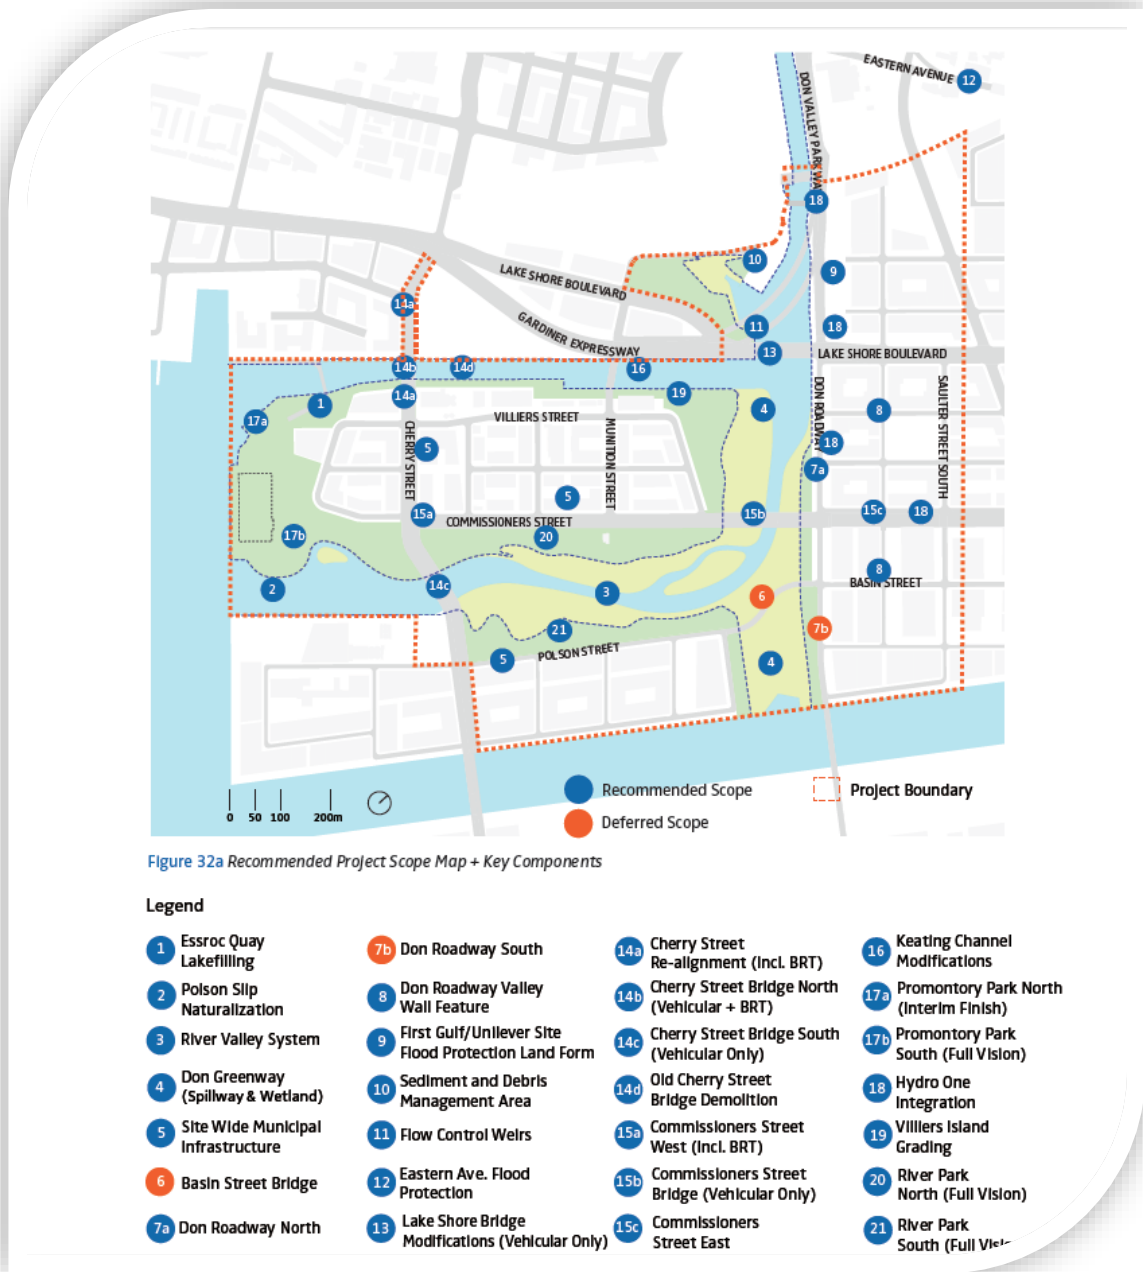 EASTERN AVENUE
12
DON VALLEY PARKWAY
18
10
9
LAKE SHORE BOULEVARD
14a
GARDINER EXPRESSWAY
11
18
13
LAKE SHORE BOULEVARD
14b
14d
16
14a
19
1
17a
VILLIERS STREET
4
8
DON ROADWAY
SAULTER STREET SOUTH
CHERRY STREET
MUNITION STREET
5
18
7a
5
15a
COMMISSIONERS STREET
15b
15c
18
17b
20
8
BASIN STREET
2
14c
3
6
21
7b
5
POLSON STREET
4
0 50 100 200m
Recommended Scope
Deferred Scope
Project Boundary
Figure 32a Recommended Project Scope Map + Key Components
Legend
1 Essroc Quay
Lakefilling
2 Polson Slip
Naturalization
3 River Valley System
4 Don Greenway
(Spillway & Wetland)
5 Site Wide Municipal
Infrastructure
6 Basin Street Bridge
7a Don Roadway North
7b Don Roadway South
8 Don Roadway Valley
Wall Feature
9 First Gulf/Unilever Site
Flood Protection Land Form
10 Sediment and Debris
Management Area
11 Flow Control Weirs
12 Eastern Ave. Flood
Protection
13 Lake Shore Bridge
Modifications (Vehicular Only)
14a Cherry Street
Re-alignment (Incl. BRT)
14b Cherry Street Bridge North
(Vehicular + BRT)
14c Cherry Street Bridge South
(Vehicular Only)
14d Old Cherry Street
Bridge Demolition
15a Commissioners Street
West (Incl. BRT)
15b Commissioners Street
Bridge (Vehicular Only)
15c Commissioners
Street East
16 Keating Channel
Modifications
17a Promontory Park North
(Interim Finish)
17b Promontory Park
South (Full Vision)
18 Hydro One
Integration
19 Villiers Island
Grading
20 River Park
North (Full Vision)
21 River Park
South (Full